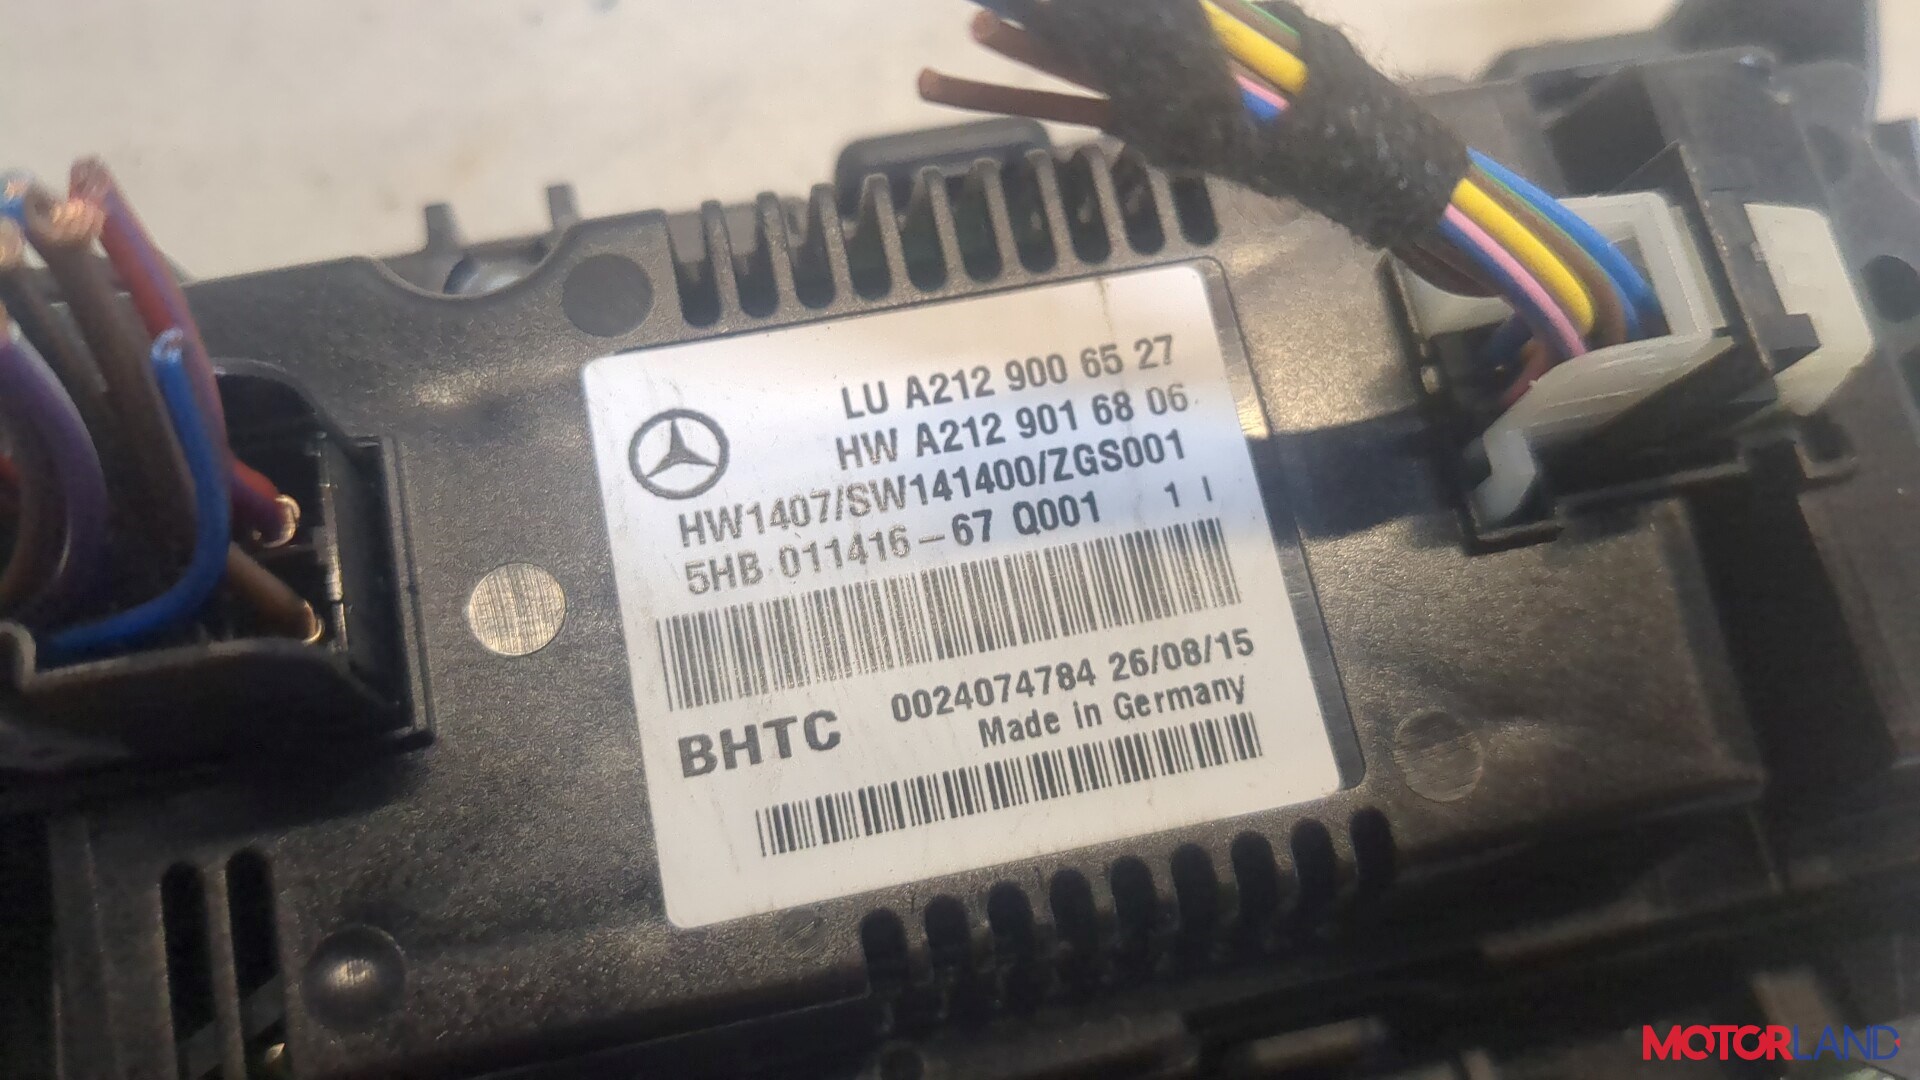 LU A212 900 65 27
HW A212 901 68 06
HW1407/SW141400/ZGS001
5HB 011416-67 Q001 1 I
BHTC 0024074784 26/08/15
Made in Germany
MOTORLAND